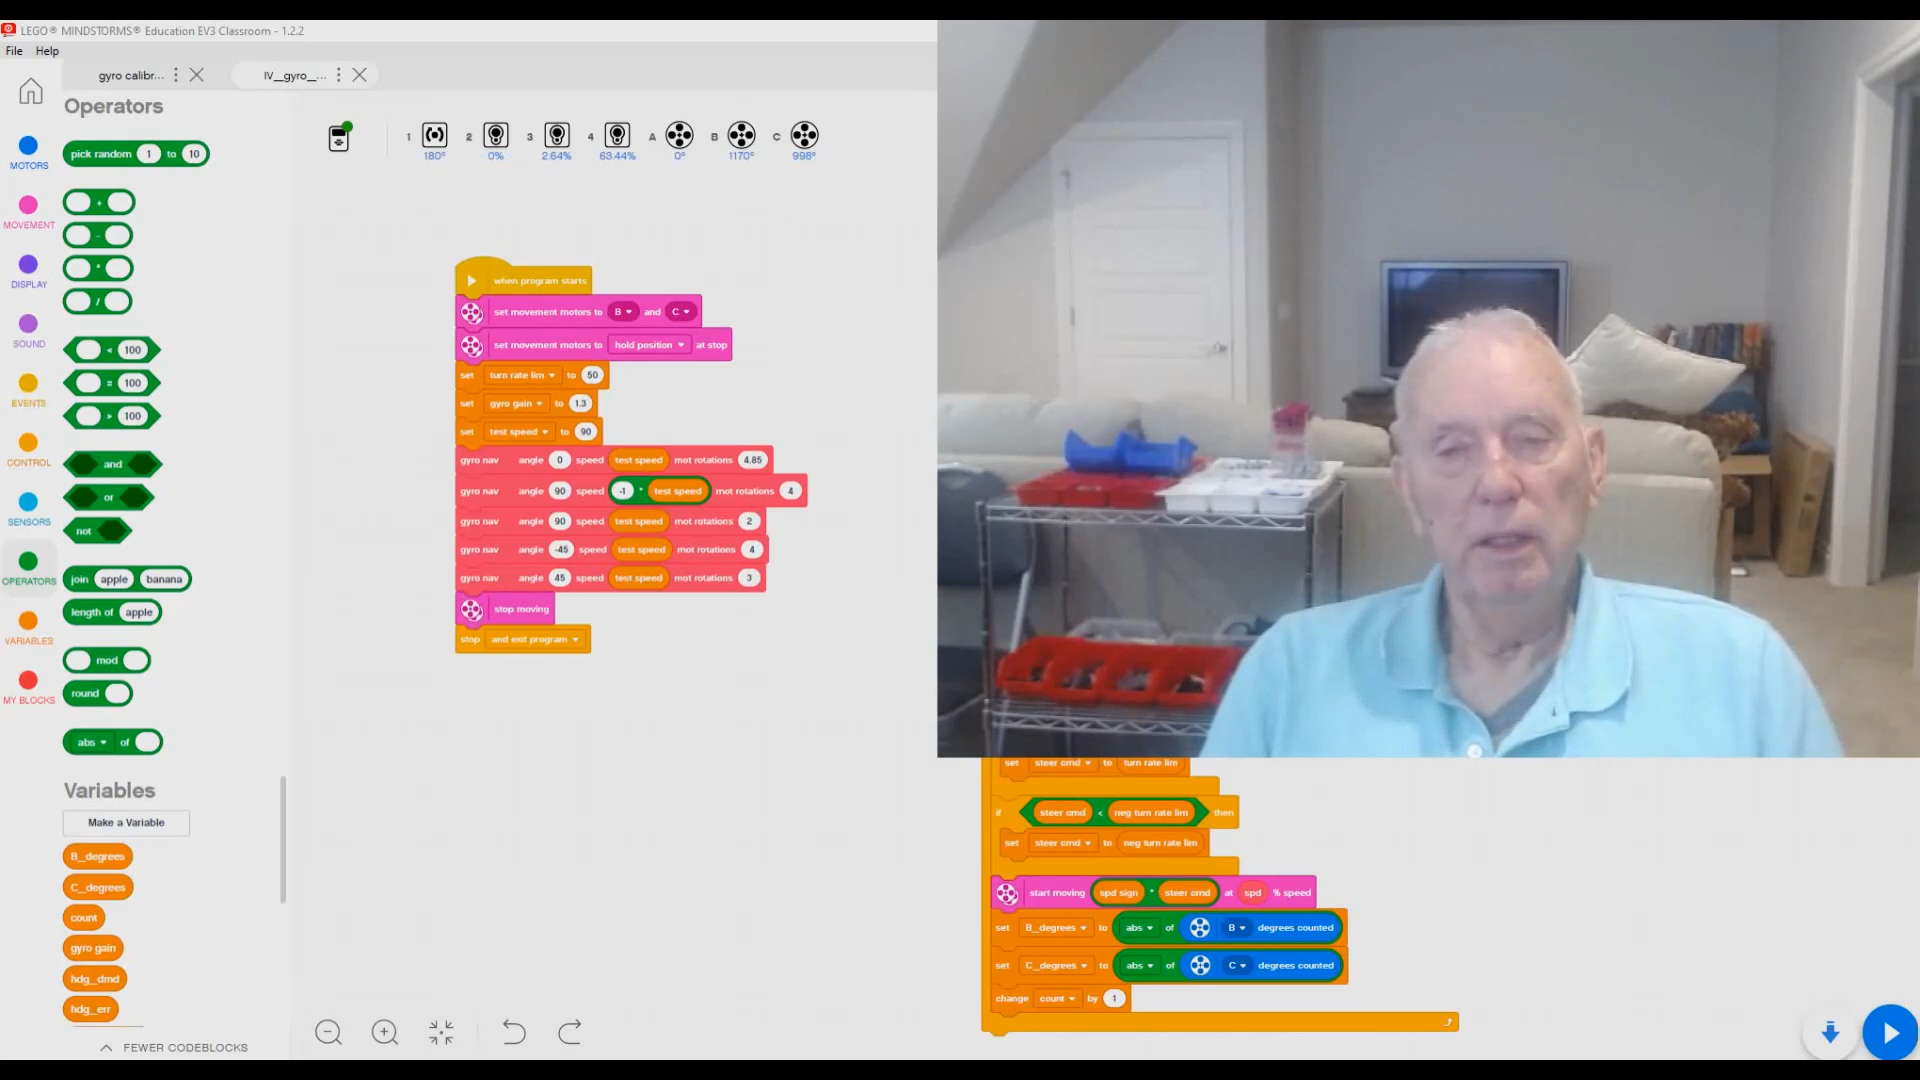 LEGO® MINDSTORMS® Education EV3 Classroom - 1.2.2
File Help
gyro calibr...
IV__gyro__...
Operators
MOTORS
MOVEMENT
DISPLAY
SOUND
EVENTS
CONTROL
SENSORS
OPERATORS
VARIABLES
MY BLOCKS
pick random 1 to 10
+
-
*
/
< 100
= 100
> 100
and
or
not
join apple banana
length of apple
mod
round
abs of
Variables
Make a Variable
B_degrees
C_degrees
count
gyro gain
hdg_dmd
hdg_err
FEWER CODEBLOCKS
1 2 3 4 A B C
180° 0% 2.64% 63.44% 0° 1170° 998°
when program starts
set movement motors to B and C
set movement motors to hold position at stop
set turn rate lim to 50
set gyro gain to 1.3
set test speed to 90
gyro nav angle 0 speed test speed mot rotations 4.85
gyro nav angle 90 speed -1 * test speed mot rotations 4
gyro nav angle 90 speed test speed mot rotations 2
gyro nav angle -45 speed test speed mot rotations 4
gyro nav angle 45 speed test speed mot rotations 3
stop moving
stop and exit program
set steer cmd to turn rate lim
if steer cmd < neg turn rate lim then
set steer cmd to neg turn rate lim
start moving spd sign * steer cmd at spd % speed
set B_degrees to abs of B degrees counted
set C_degrees to abs of C degrees counted
change count by 1